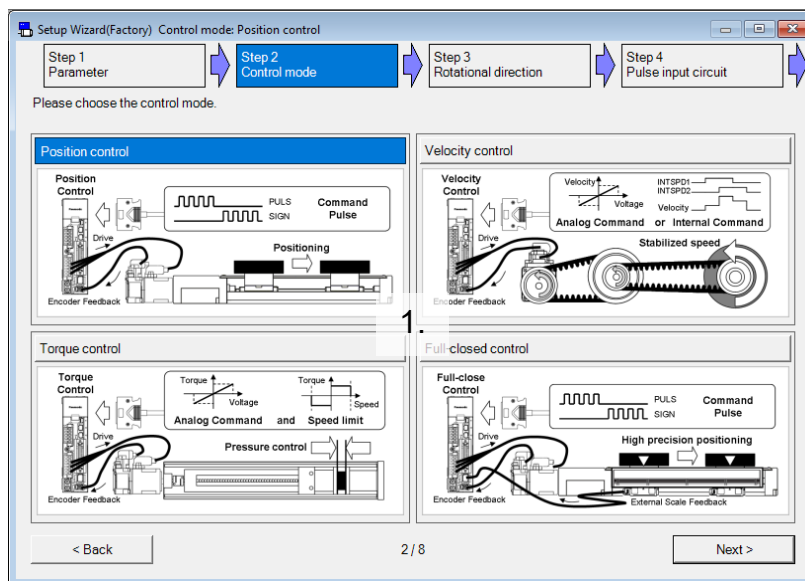 Setup Wizard(Factory)  Control mode: Position control
Step 1
Parameter
Step 2
Control mode
Step 3
Rotational direction
Step 4
Pulse input circuit
Please choose the control mode.
Position control
Position
Control
PULS
SIGN
Command
Pulse
Drive
Positioning
Encoder Feedback
Velocity control
Velocity
Control
Velocity
Voltage
INTSPD1
INTSPD2
Velocity
Analog Command or Internal Command
Drive
Stabilized speed
Encoder Feedback
1.
Torque control
Torque
Control
Torque
Voltage
Torque
Speed
Analog Command and Speed limit
Drive
Pressure control
Encoder Feedback
Full-closed control
Full-close
Control
PULS
SIGN
Command
Pulse
Drive
High precision positioning
Encoder Feedback
External Scale Feedback
< Back
2 / 8
Next >